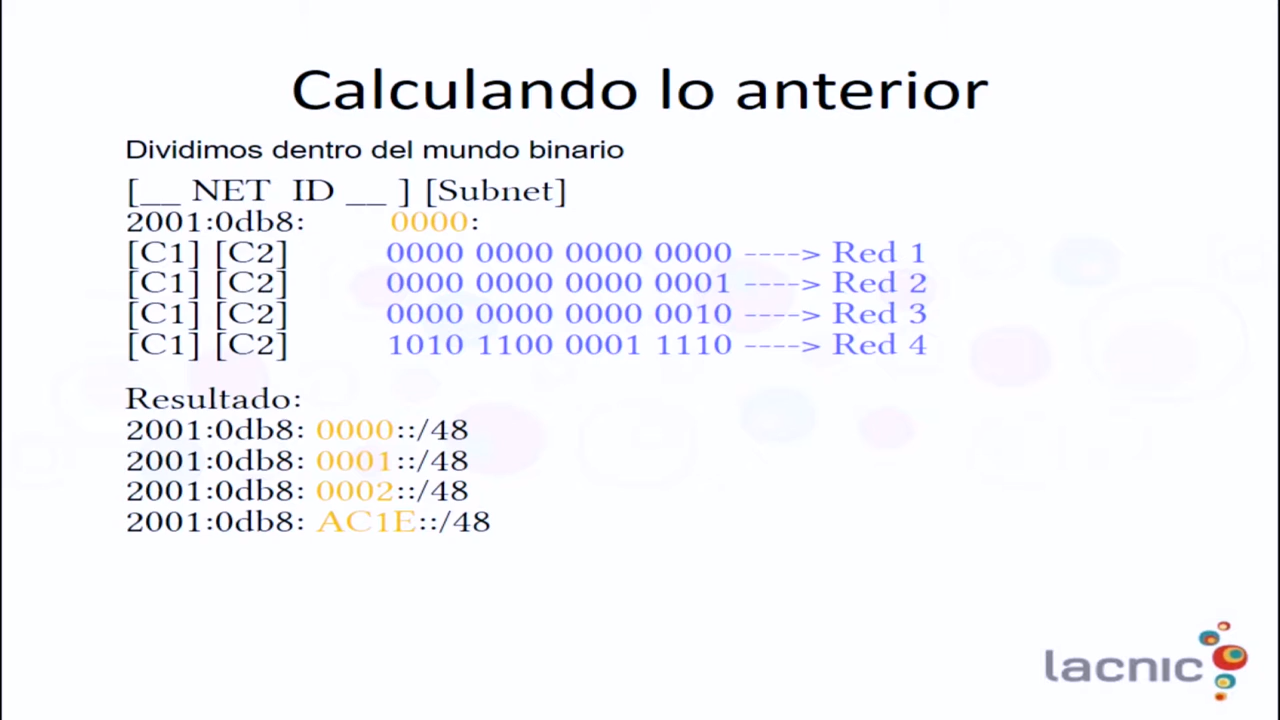 Calculando lo anterior
Dividimos dentro del mundo binario
[__ NET ID __ ] [Subnet]
2001:0db8: 0000:
[C1] [C2] 0000 0000 0000 0000 ----> Red 1
[C1] [C2] 0000 0000 0000 0001 ----> Red 2
[C1] [C2] 0000 0000 0000 0010 ----> Red 3
[C1] [C2] 1010 1100 0001 1110 ----> Red 4
Resultado:
2001:0db8: 0000::/48
2001:0db8: 0001::/48
2001:0db8: 0002::/48
2001:0db8: AC1E::/48
lacnic